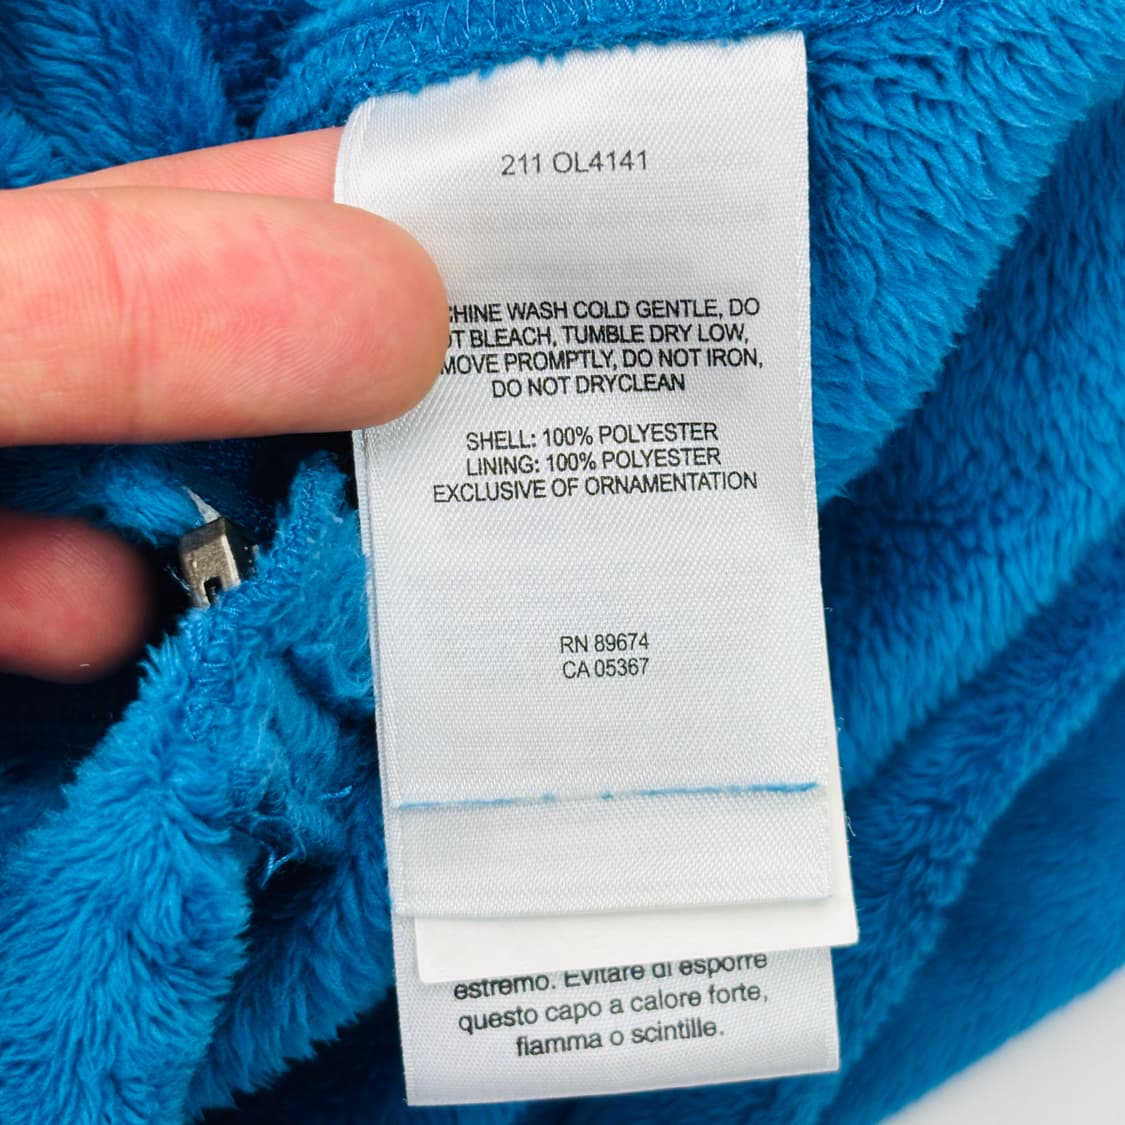 211 OL4141
CHINE WASH COLD GENTLE, DO
OT BLEACH, TUMBLE DRY LOW,
MOVE PROMPTLY, DO NOT IRON,
DO NOT DRYCLEAN
SHELL: 100% POLYESTER
LINING: 100% POLYESTER
EXCLUSIVE OF ORNAMENTATION
RN 89674
CA 05367
estremo. Evitare di esporre
questo capo a calore forte,
fiamma o scintille.